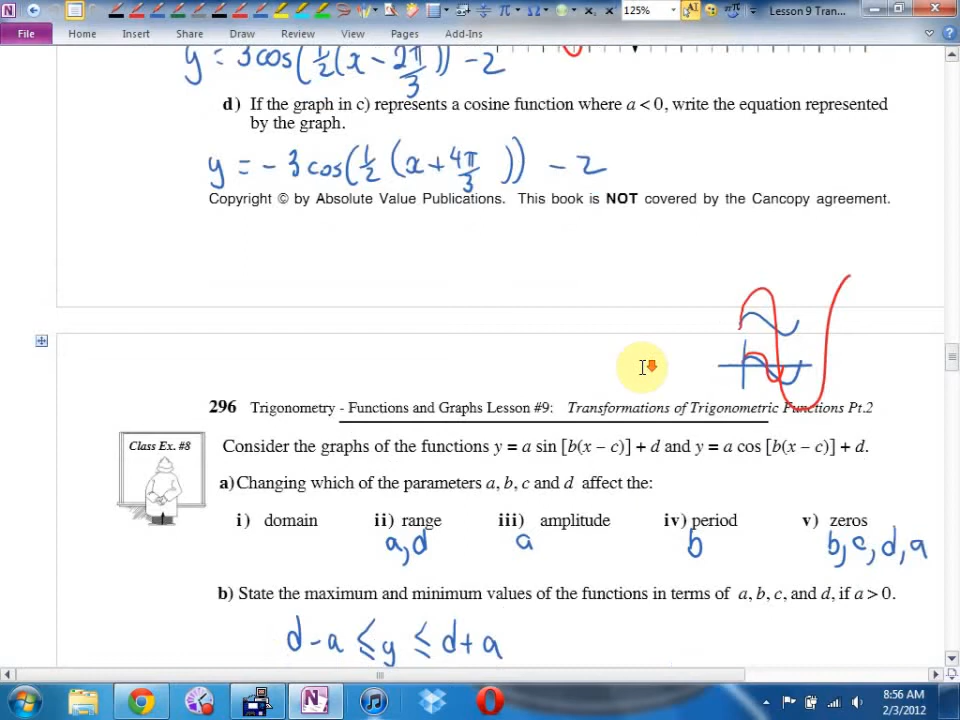 125%
Lesson 9 Tran...
File Home Insert Share Draw Review View Pages Add-Ins
y = 3cos(1/2(x - 2π/3)) - 2
d) If the graph in c) represents a cosine function where a < 0, write the equation represented
by the graph.
y = - 3cos(1/2(x + 4π/3)) - 2
Copyright © by Absolute Value Publications. This book is NOT covered by the Cancopy agreement.
296 Trigonometry - Functions and Graphs Lesson #9: Transformations of Trigonometric Functions Pt.2
Class Ex. #8
Consider the graphs of the functions y = a sin [b(x – c)] + d and y = a cos [b(x – c)] + d.
a) Changing which of the parameters a, b, c and d affect the:
i) domain ii) range iii) amplitude iv) period v) zeros
a,d a b b,c,d,a
b) State the maximum and minimum values of the functions in terms of a, b, c, and d, if a > 0.
d-a ≤ y ≤ d+a
8:56 AM
2/3/2012